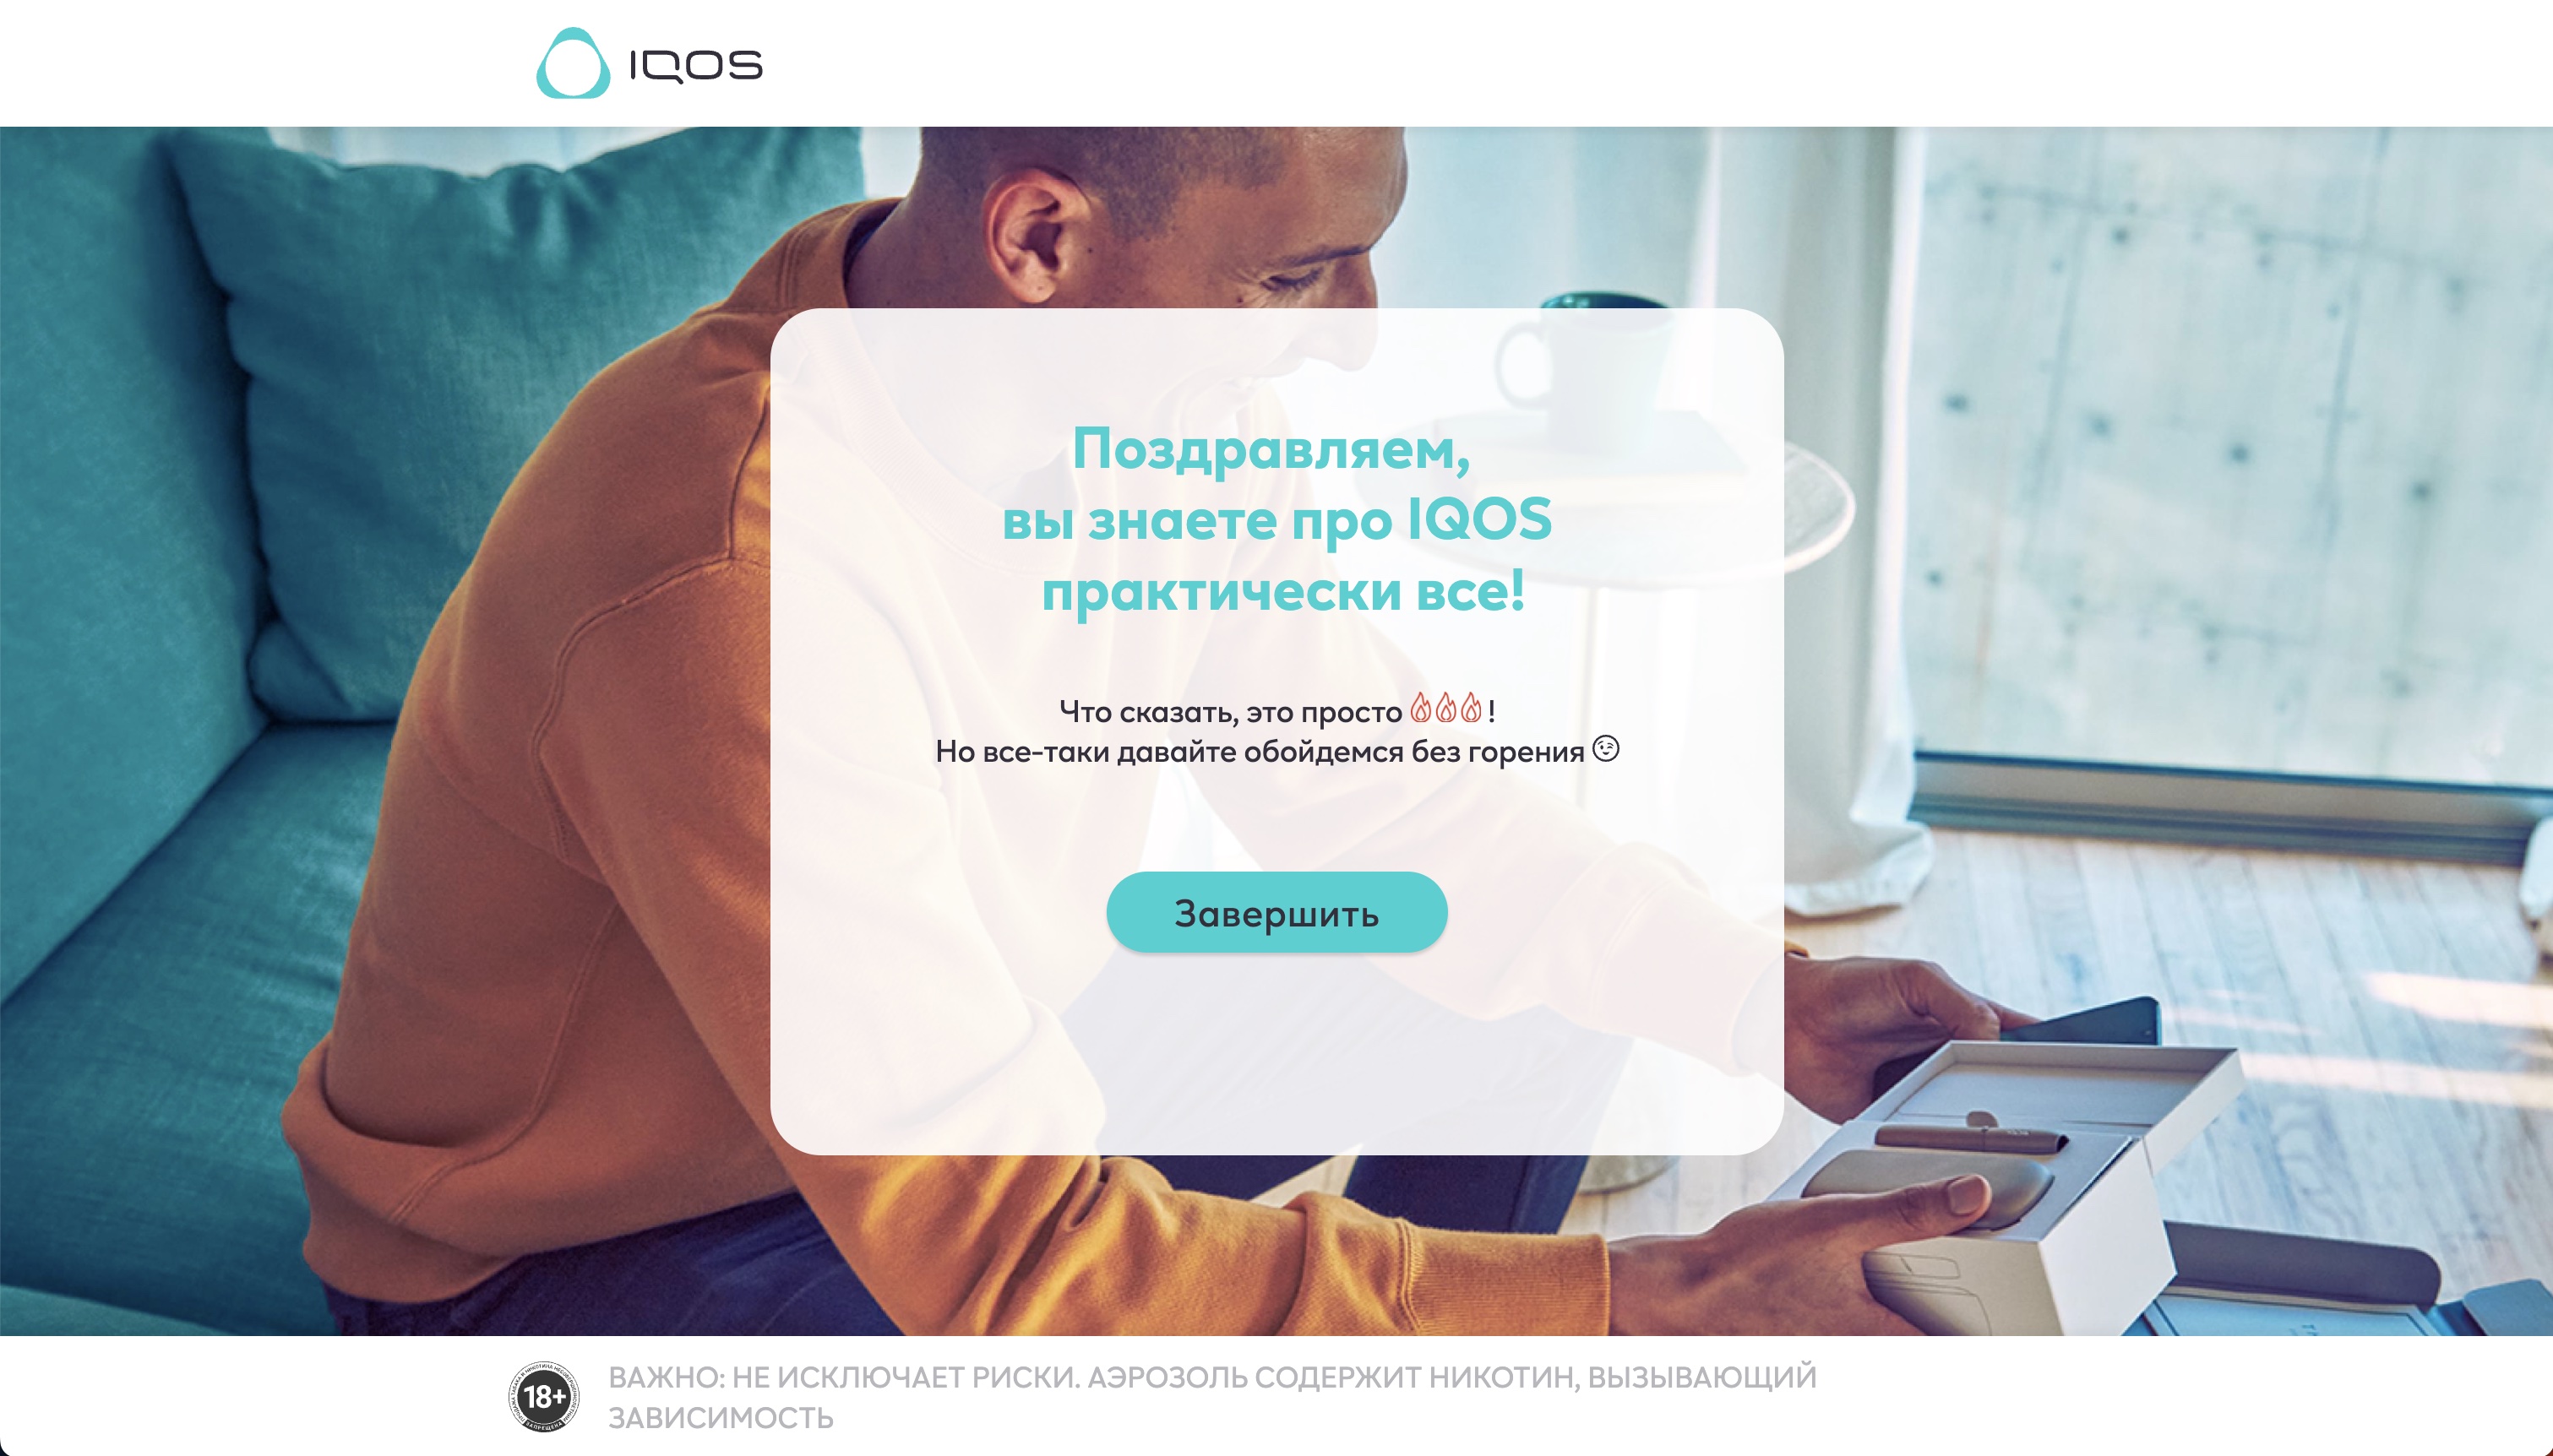 IQOS
Поздравляем,
вы знаете про IQOS
практически все!
Что сказать, это просто 🔥🔥🔥!
Но все-таки давайте обойдемся без горения 😉
Завершить
18+
ЗАПРЕЩЕНА
ВАЖНО: НЕ ИСКЛЮЧАЕТ РИСКИ. АЭРОЗОЛЬ СОДЕРЖИТ НИКОТИН, ВЫЗЫВАЮЩИЙ
ЗАВИСИМОСТЬ